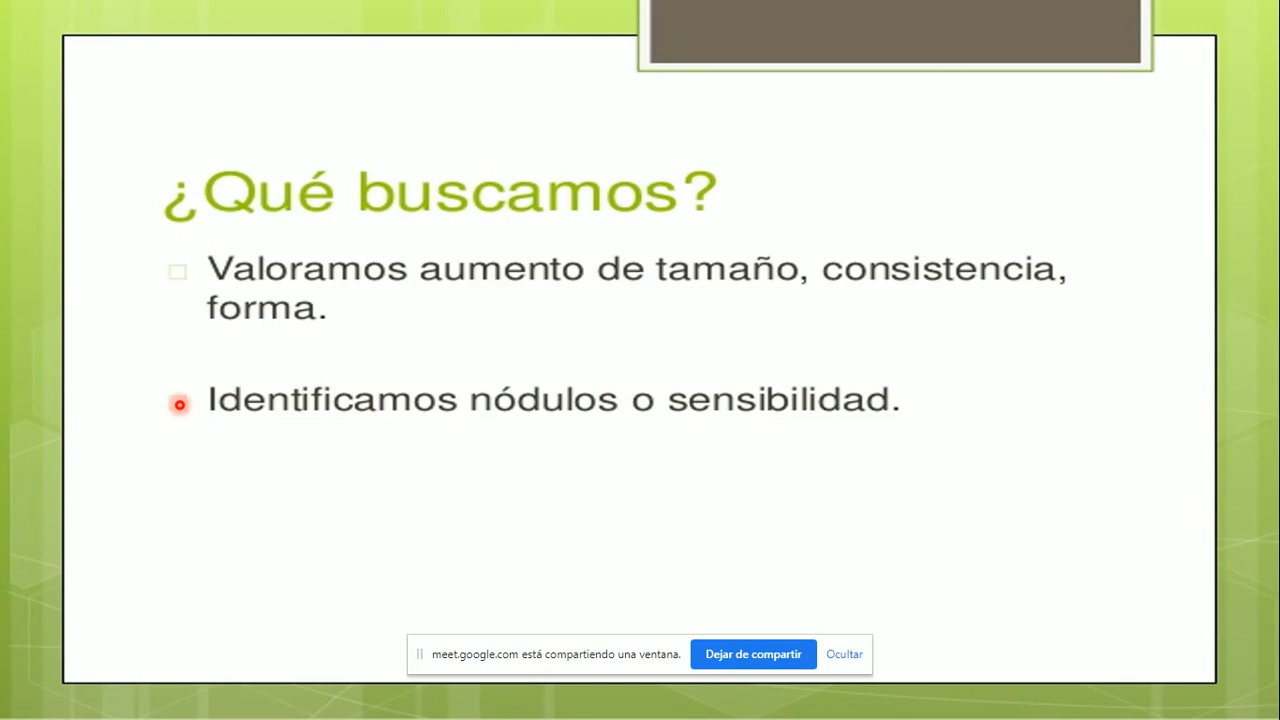 ¿Qué buscamos?
Valoramos aumento de tamaño, consistencia,
forma.
Identificamos nódulos o sensibilidad.
meet.google.com está compartiendo una ventana. Dejar de compartir Ocultar